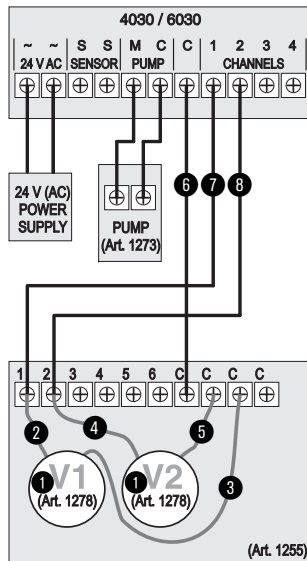 4030 / 6030
~ ~ S S M C C 1 2 3 4
24 V AC SENSOR PUMP CHANNELS
6 7 8
24 V (AC)
POWER
SUPPLY
PUMP
(Art. 1273)
1 2 3 4 5 6 C C C C
2 4 5
1 V1
(Art. 1278)
1 V2
(Art. 1278)
3
(Art. 1255)